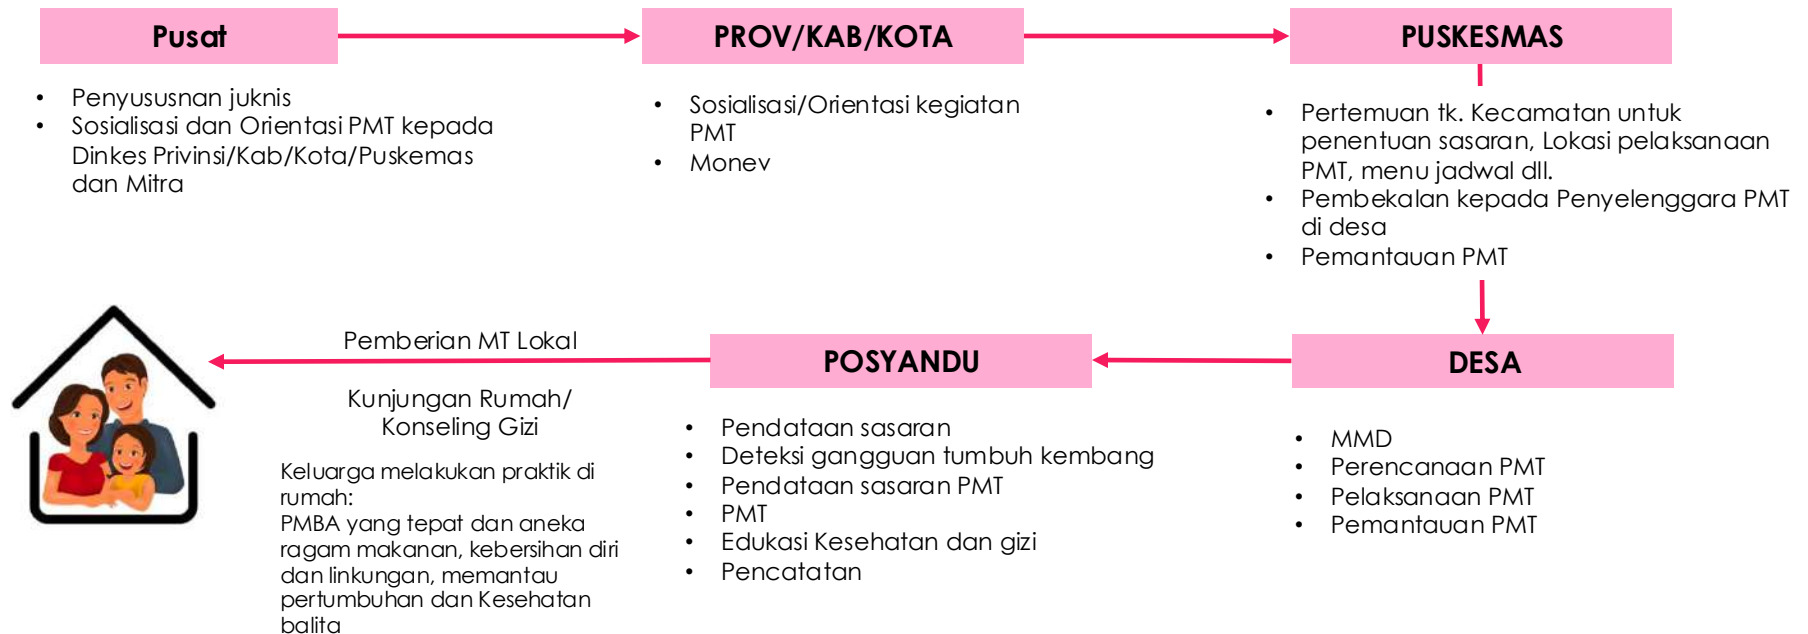 Pusat
• Penyususnan juknis
• Sosialisasi dan Orientasi PMT kepada
Dinkes Privinsi/Kab/Kota/Puskemas
dan Mitra
PROV/KAB/KOTA
• Sosialisasi/Orientasi kegiatan
PMT
• Monev
PUSKESMAS
• Pertemuan tk. Kecamatan untuk
penentuan sasaran, Lokasi pelaksanaan
PMT, menu jadwal dll.
• Pembekalan kepada Penyelenggara PMT
di desa
• Pemantauan PMT
DESA
• MMD
• Perencanaan PMT
• Pelaksanaan PMT
• Pemantauan PMT
POSYANDU
• Pendataan sasaran
• Deteksi gangguan tumbuh kembang
• Pendataan sasaran PMT
• PMT
• Edukasi Kesehatan dan gizi
• Pencatatan
Pemberian MT Lokal
Kunjungan Rumah/
Konseling Gizi
Keluarga melakukan praktik di
rumah:
PMBA yang tepat dan aneka
ragam makanan, kebersihan diri
dan linkungan, memantau
pertumbuhan dan Kesehatan
balita